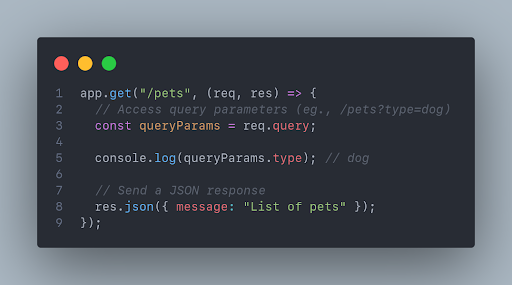 1 app.get("/pets", (req, res) => {
2   // Access query parameters (eg., /pets?type=dog)
3   const queryParams = req.query;
4
5   console.log(queryParams.type); // dog
6
7   // Send a JSON response
8   res.json({ message: "List of pets" });
9 });